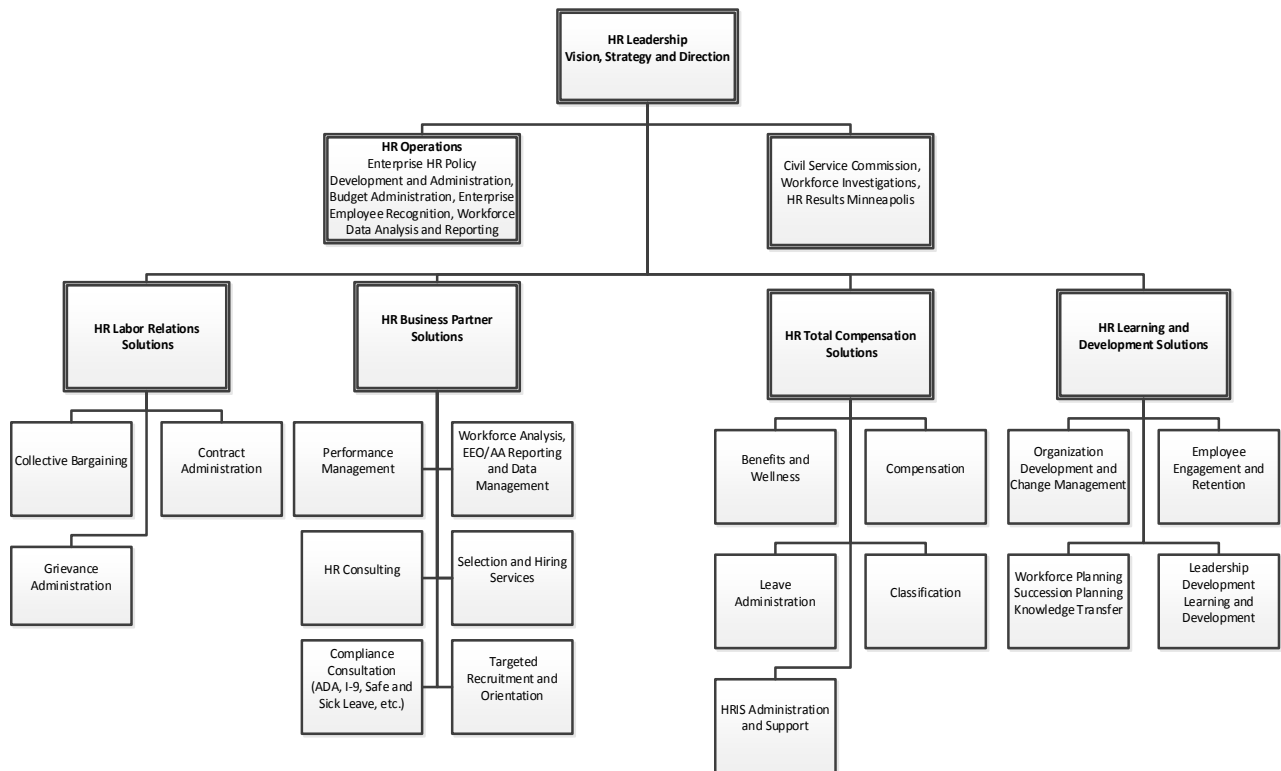 HR Leadership
Vision, Strategy and Direction
HR Operations
Enterprise HR Policy
Development and Administration,
Budget Administration, Enterprise
Employee Recognition, Workforce
Data Analysis and Reporting
Civil Service Commission,
Workforce Investigations,
HR Results Minneapolis
HR Labor Relations
Solutions
HR Business Partner
Solutions
HR Total Compensation
Solutions
HR Learning and
Development Solutions
Collective Bargaining
Contract
Administration
Grievance
Administration
Performance
Management
Workforce Analysis,
EEO/AA Reporting
and Data
Management
HR Consulting
Selection and Hiring
Services
Compliance
Consultation
(ADA, I-9, Safe and
Sick Leave, etc.)
Targeted
Recruitment and
Orientation
Benefits and
Wellness
Compensation
Leave
Administration
Classification
HRIS Administration
and Support
Organization
Development and
Change Management
Employee
Engagement and
Retention
Workforce Planning
Succession Planning
Knowledge Transfer
Leadership
Development
Learning and
Development